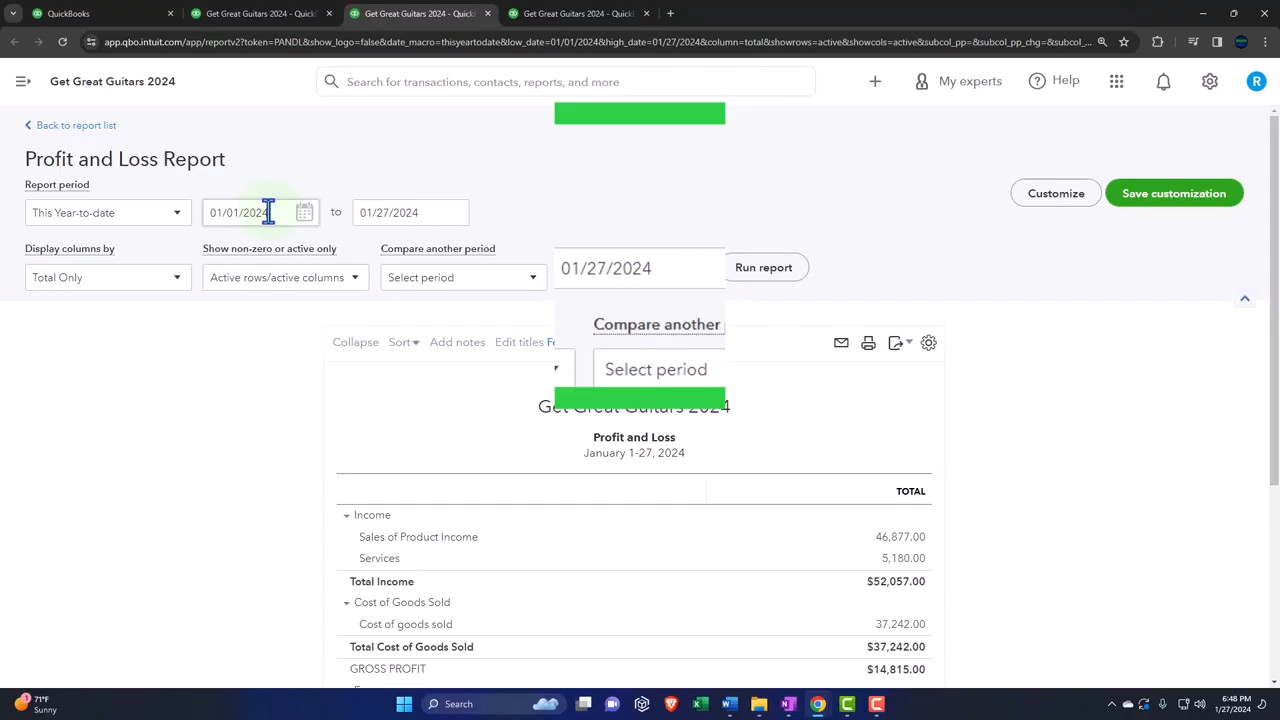 QuickBooks
Get Great Guitars 2024 - QuickB
Get Great Guitars 2024 - QuickB
Get Great Guitars 2024 - QuickB
app.qbo.intuit.com/app/reportv2?token=PANDL&show_logo=false&date_macro=thisyeartodate&low_date=01/01/2024&high_date=01/27/2024&column=total&showrows=active&showcols=active&subcol_pp=&subcol_pp_chg=&subcol_pp_...
Get Great Guitars 2024
Search for transactions, contacts, reports, and more
My experts
Help
R
Back to report list
Profit and Loss Report
Report period
This Year-to-date
01/01/2024
to
01/27/2024
Customize
Save customization
Display columns by
Show non-zero or active only
Compare another period
Total Only
Active rows/active columns
Select period
01/27/2024
Run report
Compare another
Select period
Collapse
Sort
Add notes
Edit titles
Get Great Guitars 2024
Profit and Loss
January 1-27, 2024
TOTAL
Income
Sales of Product Income 46,877.00
Services 5,180.00
Total Income $52,057.00
Cost of Goods Sold
Cost of goods sold 37,242.00
Total Cost of Goods Sold $37,242.00
GROSS PROFIT $14,815.00
71°F
Sunny
Search
6:48 PM
1/27/2024